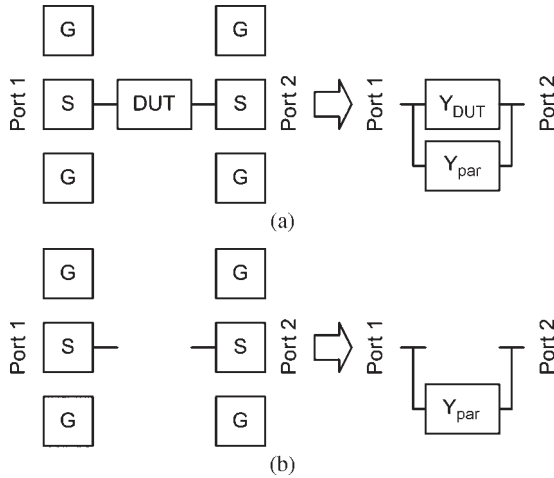 G G
Port 1 S DUT S Port 2 Port 1 Y_DUT Port 2
Y_par
G G
(a)
G G
Port 1 S S Port 2 Port 1 Port 2
Y_par
G G
(b)